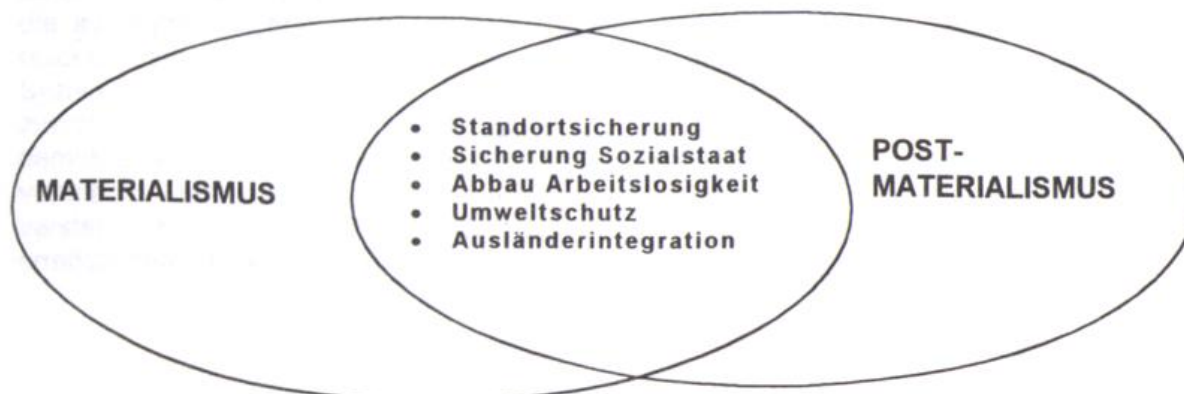 MATERIALISMUS
• Standortsicherung
• Sicherung Sozialstaat
• Abbau Arbeitslosigkeit
• Umweltschutz
• Ausländerintegration
POST-
MATERIALISMUS